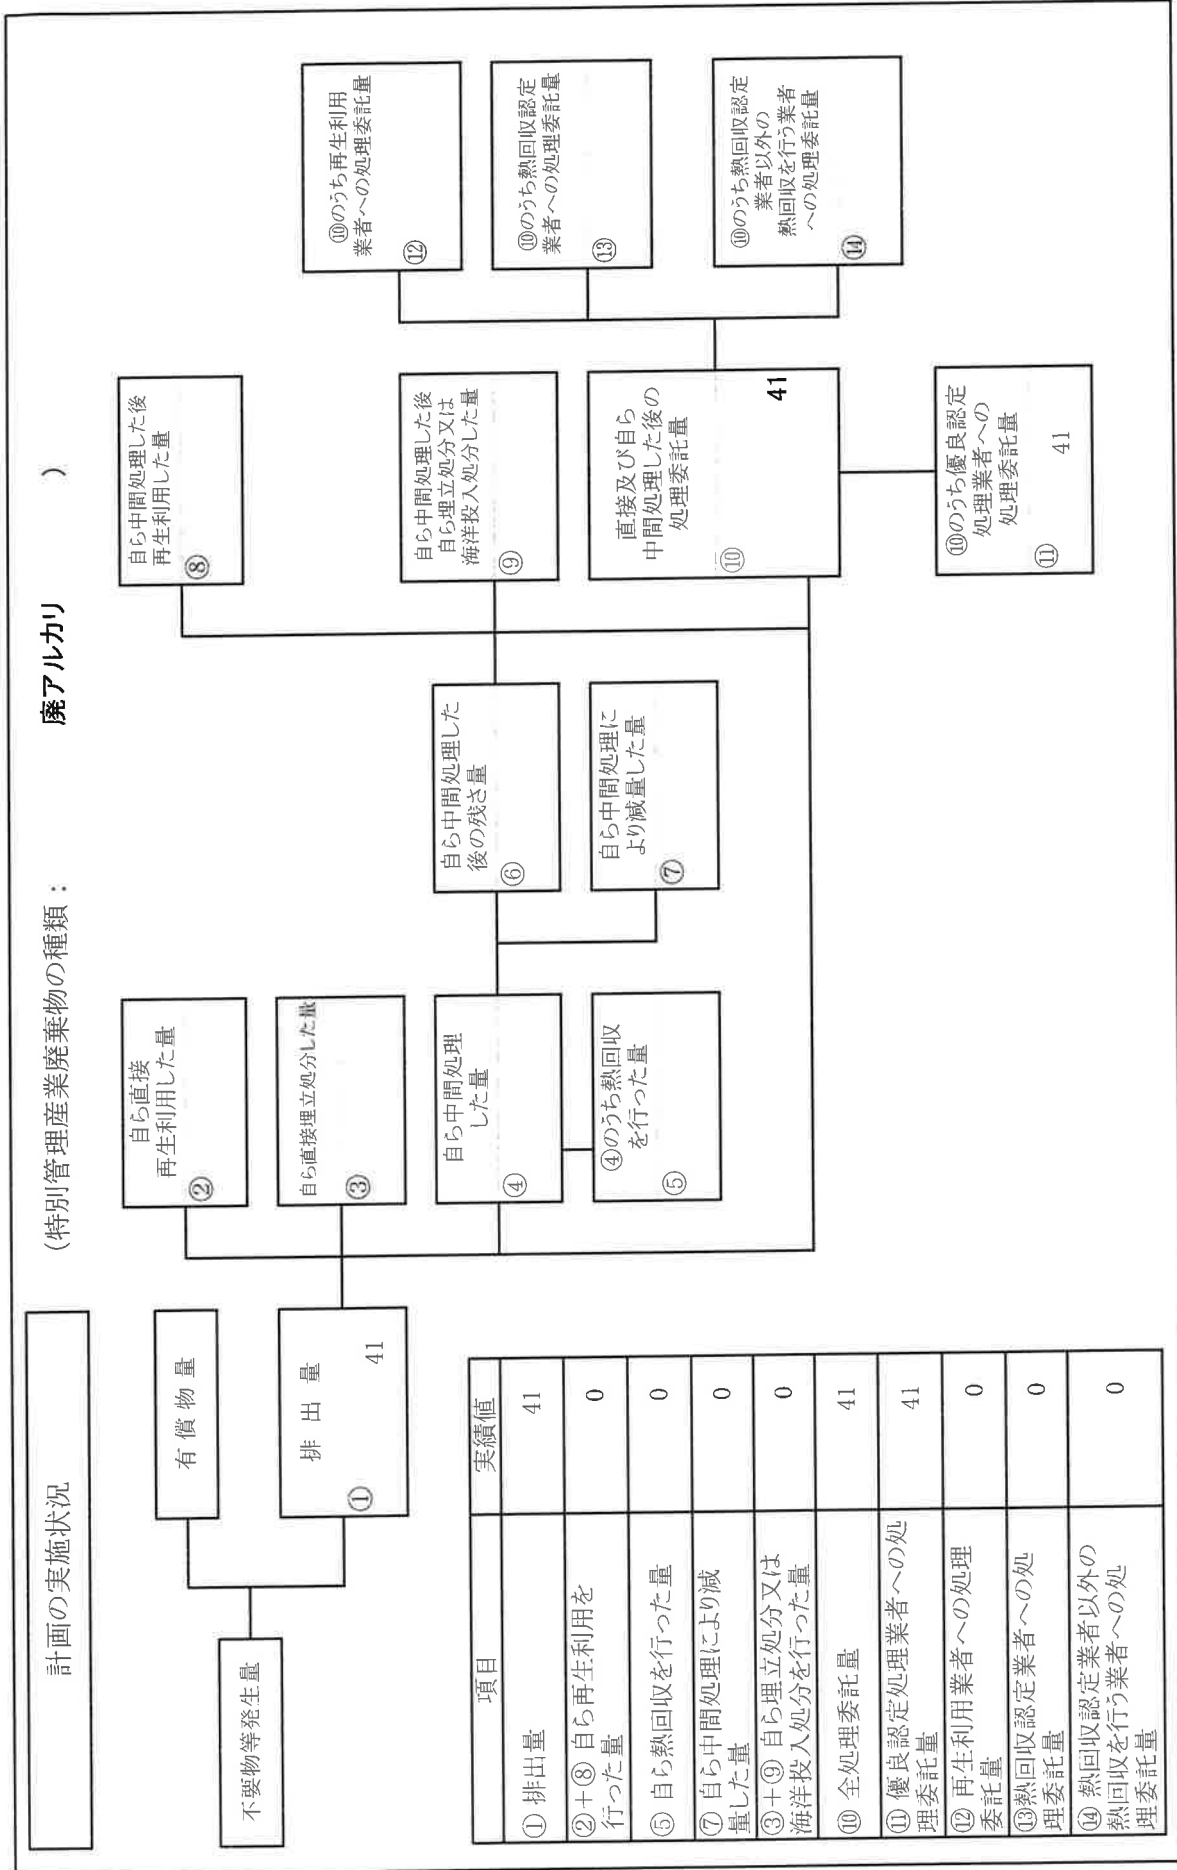 計画の実施状況
(特別管理産業廃棄物の種類:　廃アルカリ　)
不要物等発生量
有償物量
排出量
① 41
自ら直接
再生利用した量
②
自ら直接埋立処分した量
③
自ら中間処理
した量
④
④のうち熱回収
を行った量
⑤
自ら中間処理した
後の残さ量
⑥
自ら中間処理に
より減量した量
⑦
自ら中間処理した後
再生利用した量
⑧
自ら中間処理した後
自ら埋立処分又は
海洋投入処分した量
⑨
直接及び自ら
中間処理した後の
処理委託量
⑩ 41
⑩のうち優良認定
処理業者への
処理委託量
⑪ 41
⑩のうち再生利用
業者への処理委託量
⑫
⑩のうち熱回収認定
業者への処理委託量
⑬
⑩のうち熱回収認定
業者以外の
熱回収を行う業者
への処理委託量
⑭
項目 実績値
① 排出量 41
②+⑧ 自ら再生利用を
行った量 0
⑤ 自ら熱回収を行った量 0
⑦ 自ら中間処理により減
量した量 0
③+⑨ 自ら埋立処分又は
海洋投入処分を行った量 0
⑩ 全処理委託量 41
⑪ 優良認定処理業者への処
理委託量 41
⑫ 再生利用業者への処理
委託量 0
⑬熱回収認定業者への処
理委託量 0
⑭ 熱回収認定業者以外の
熱回収を行う業者への処
理委託量 0